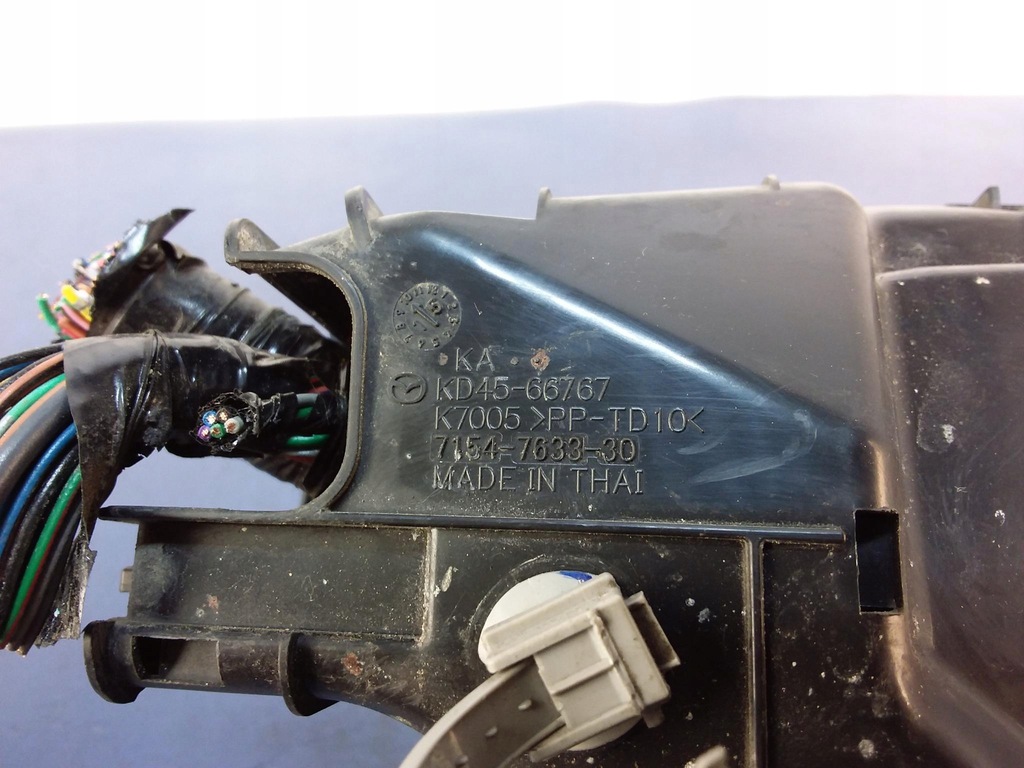 KA
KD45-66767
K7005 >PP-TD10<
7154-7633-30
MADE IN THAI